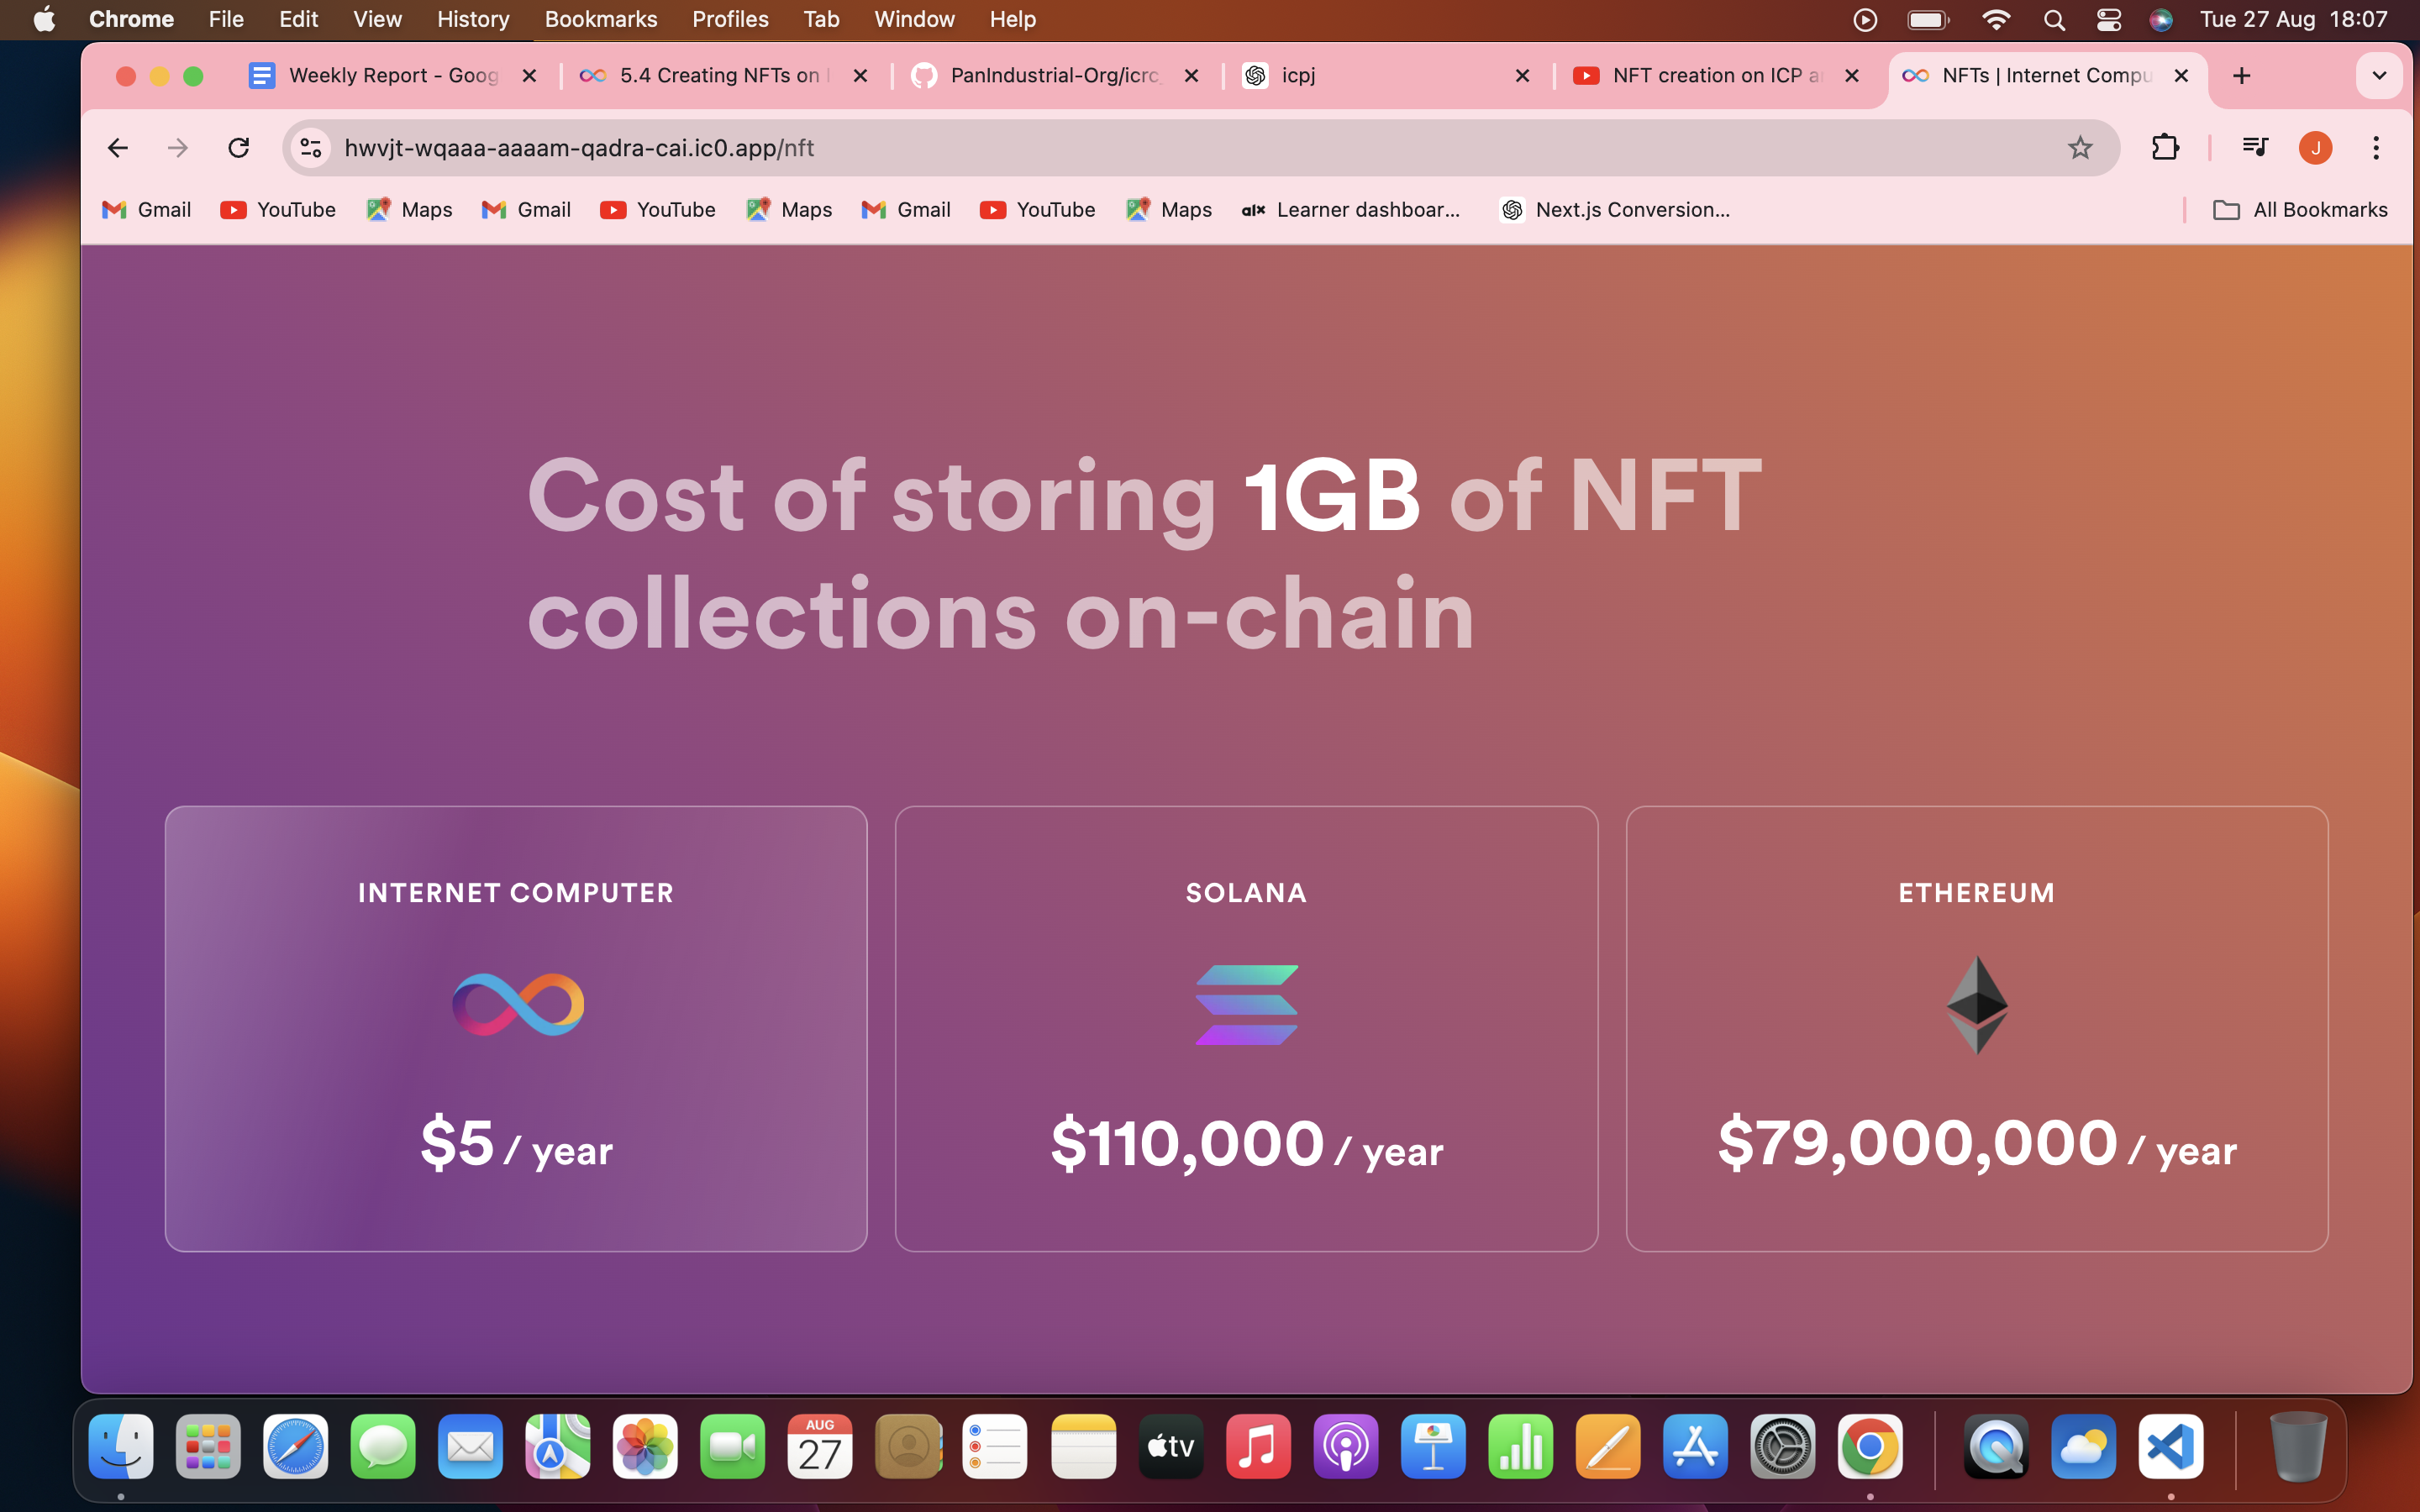 Chrome File Edit View History Bookmarks Profiles Tab Window Help Tue 27 Aug 18:07
Weekly Report - Goog 5.4 Creating NFTs on PanIndustrial-Org/icrc_ icpj NFT creation on ICP a NFTs | Internet Compu
hwvjt-wqaaa-aaaam-qadra-cai.ic0.app/nft J
Gmail YouTube Maps Gmail YouTube Maps Gmail YouTube Maps alx Learner dashboar... Next.js Conversion... All Bookmarks
Cost of storing 1GB of NFT
collections on-chain
INTERNET COMPUTER
$5 / year
SOLANA
$110,000 / year
ETHEREUM
$79,000,000 / year
AUG
27
tv